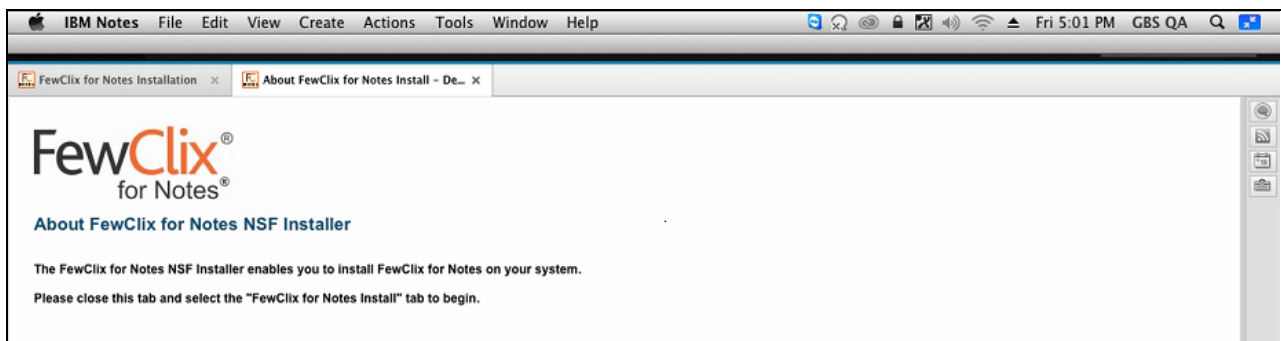 IBM Notes File Edit View Create Actions Tools Window Help Fri 5:01 PM GBS QA
FewClix for Notes Installation × About FewClix for Notes Install – De... ×
FewClix®
for Notes®
About FewClix for Notes NSF Installer
The FewClix for Notes NSF Installer enables you to install FewClix for Notes on your system.
Please close this tab and select the "FewClix for Notes Install" tab to begin.